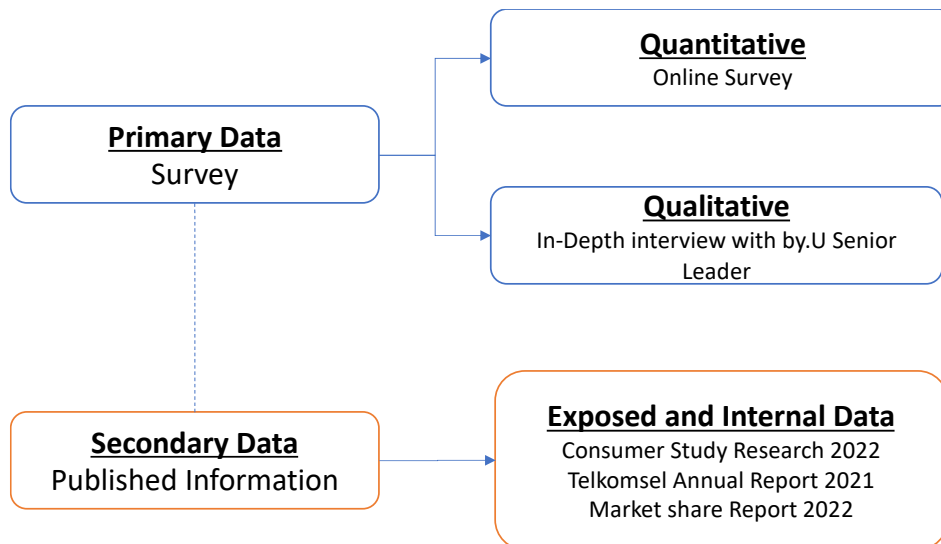 Quantitative
Online Survey
Primary Data
Survey
Qualitative
In-Depth interview with by.U Senior
Leader
Secondary Data
Published Information
Exposed and Internal Data
Consumer Study Research 2022
Telkomsel Annual Report 2021
Market share Report 2022